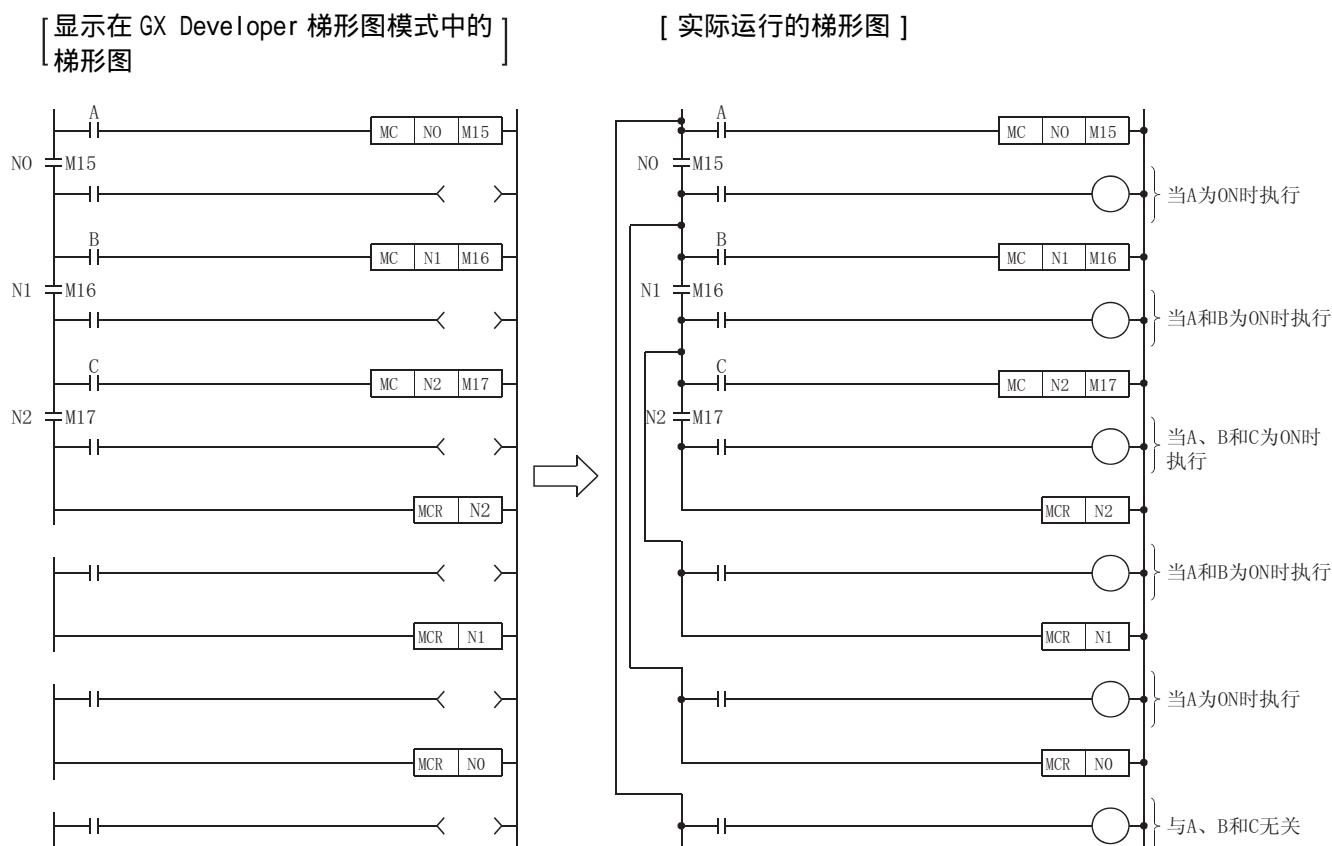 [显示在 GX Developer 梯形图模式中的梯形图]
[ 实际运行的梯形图 ]
A
MC N0 M15
N0 M15
B
MC N1 M16
N1 M16
C
MC N2 M17
N2 M17
MCR N2
MCR N1
MCR N0
A
MC N0 M15
N0 M15
当A为ON时执行
B
MC N1 M16
N1 M16
当A和B为ON时执行
C
MC N2 M17
N2 M17
当A、B和C为ON时
执行
MCR N2
当A和B为ON时执行
MCR N1
当A为ON时执行
MCR N0
与A、B和C无关